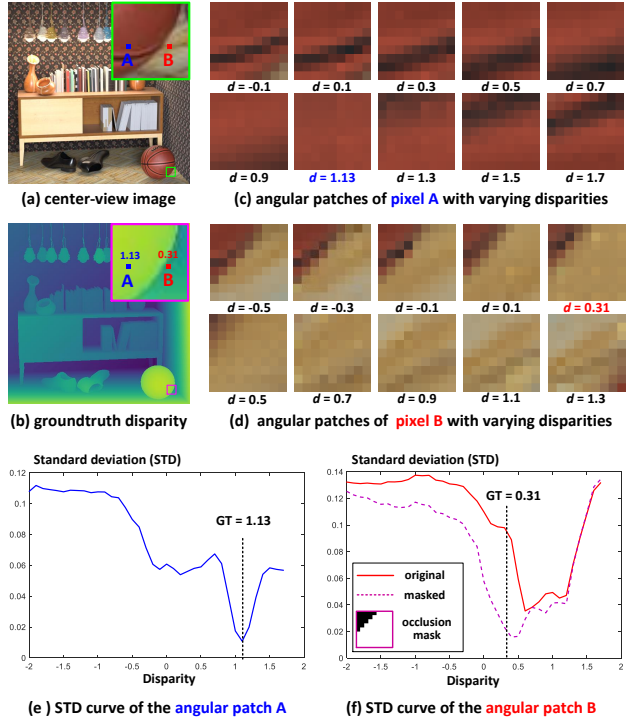 A B
(a) center-view image
d = -0.1 d = 0.1 d = 0.3 d = 0.5 d = 0.7
d = 0.9 d = 1.13 d = 1.3 d = 1.5 d = 1.7
(c) angular patches of pixel A with varying disparities
1.13 0.31
A B
(b) groundtruth disparity
d = -0.5 d = -0.3 d = -0.1 d = 0.1 d = 0.31
d = 0.5 d = 0.7 d = 0.9 d = 1.1 d = 1.3
(d) angular patches of pixel B with varying disparities
Standard deviation (STD)
0.12
0.1
0.08
0.06
0.04
0.02
0
GT = 1.13
-2 -1.5 -1 -0.5 0 0.5 1 1.5 2
Disparity
(e ) STD curve of the angular patch A
Standard deviation (STD)
0.14
0.12
0.1
0.08
0.06
0.04
0.02
0
GT = 0.31
original
masked
occlusion
mask
-2 -1.5 -1 -0.5 0 0.5 1 1.5 2
Disparity
(f) STD curve of the angular patch B